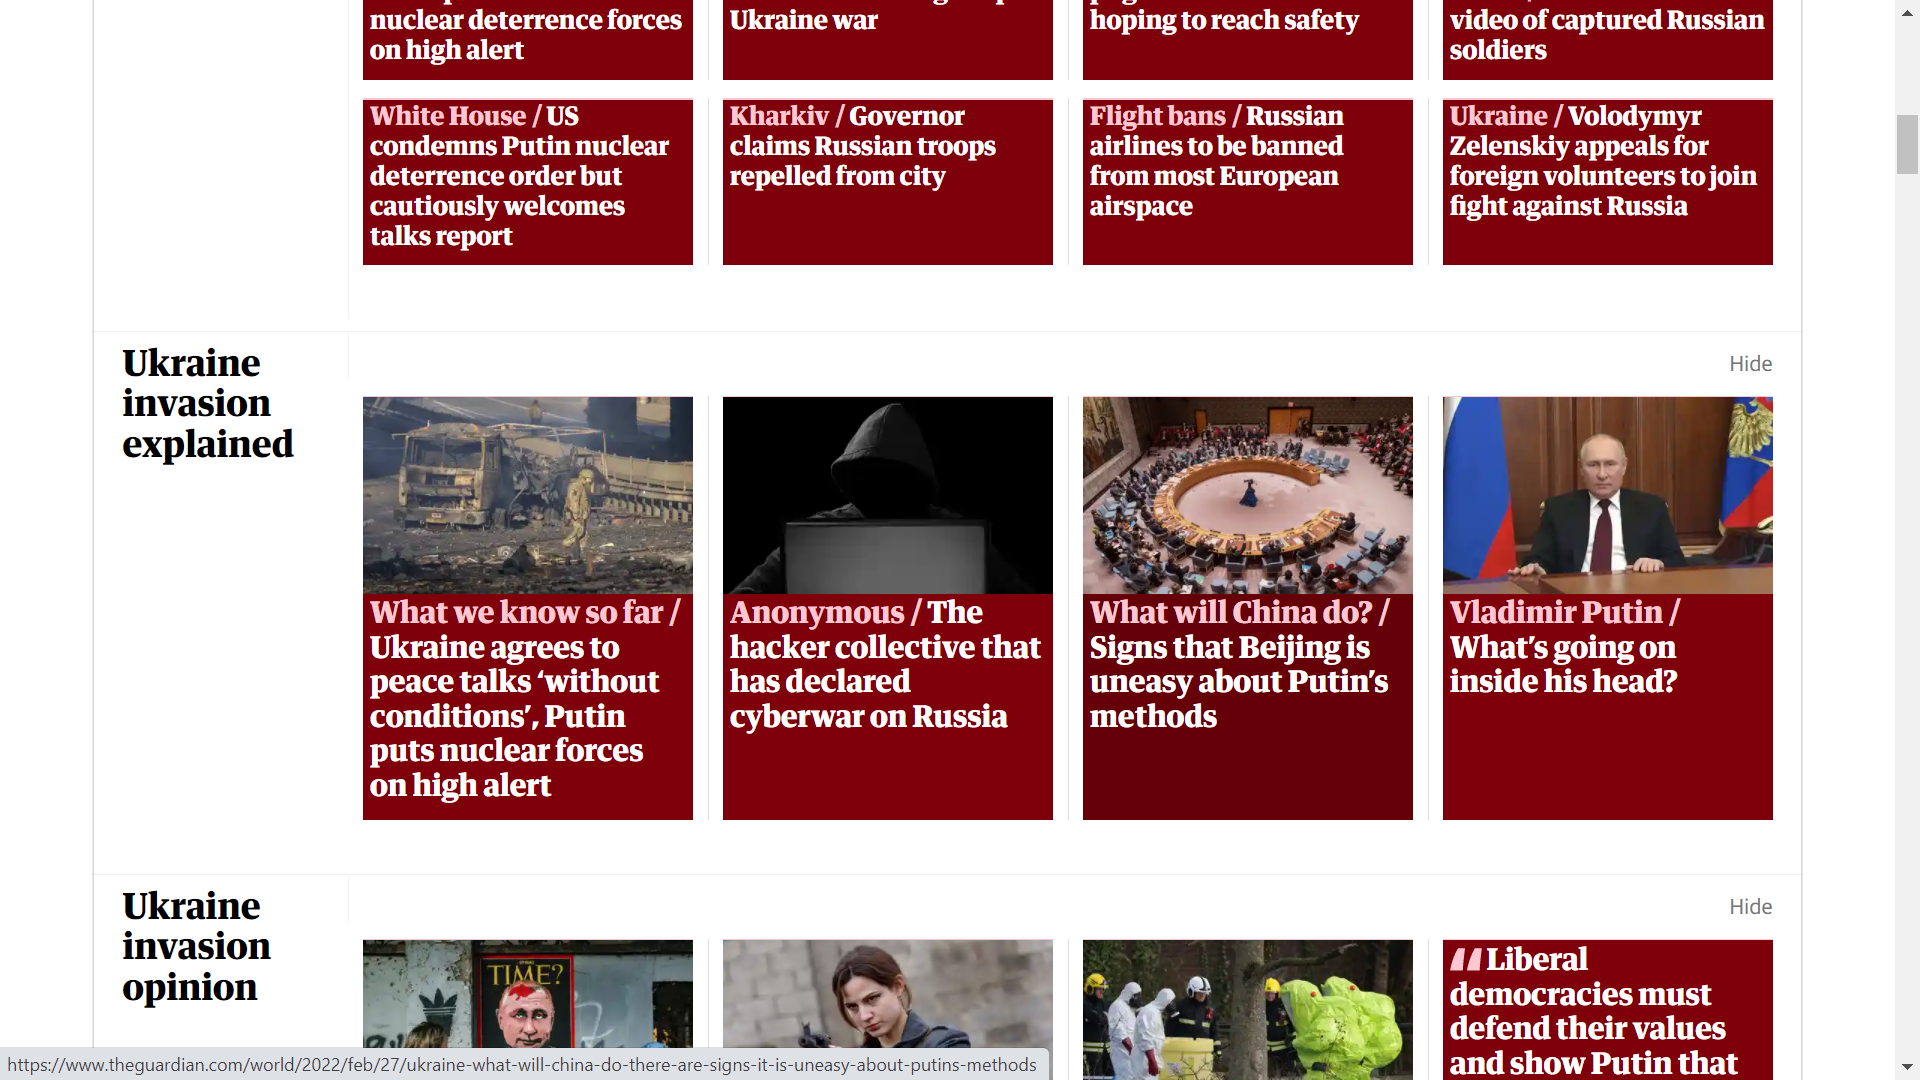 nuclear deterrence forces
on high alert
Ukraine war
hoping to reach safety
video of captured Russian
soldiers
White House / US
condemns Putin nuclear
deterrence order but
cautiously welcomes
talks report
Kharkiv / Governor
claims Russian troops
repelled from city
Flight bans / Russian
airlines to be banned
from most European
airspace
Ukraine / Volodymyr
Zelenskiy appeals for
foreign volunteers to join
fight against Russia
Ukraine
invasion
explained
Hide
What we know so far /
Ukraine agrees to
peace talks ‘without
conditions’, Putin
puts nuclear forces
on high alert
Anonymous / The
hacker collective that
has declared
cyberwar on Russia
What will China do? /
Signs that Beijing is
uneasy about Putin’s
methods
Vladimir Putin /
What’s going on
inside his head?
Ukraine
invasion
opinion
Hide
TIME?
“Liberal
democracies must
defend their values
and show Putin that
https://www.theguardian.com/world/2022/feb/27/ukraine-what-will-china-do-there-are-signs-it-is-uneasy-about-putins-methods